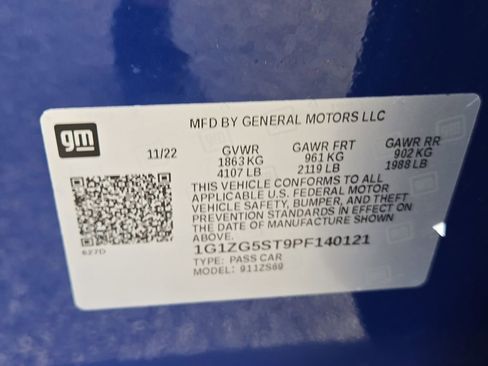 gm
MFD BY GENERAL MOTORS LLC
11/22 GVWR GAWR FRT GAWR RR
1863 KG 961 KG 902 KG
4107 LB 2119 LB 1988 LB
THIS VEHICLE CONFORMS TO ALL
APPLICABLE U.S. FEDERAL MOTOR
VEHICLE SAFETY, BUMPER, AND THEFT
PREVENTION STANDARDS IN EFFECT ON
THE DATE OF MANUFACTURE SHOWN
ABOVE.
1G1ZG5ST9PF140121
TYPE: PASS CAR
MODEL: 911ZS69
627D